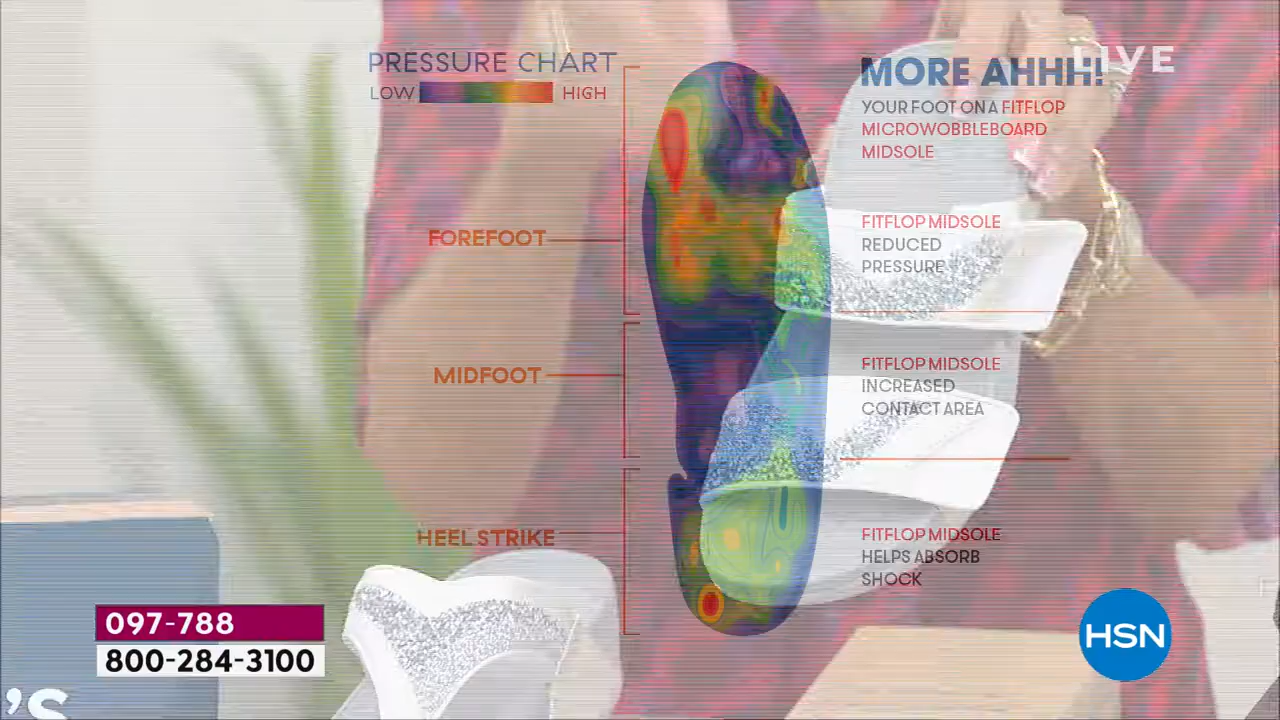 PRESSURE CHART
LOW HIGH
LIVE
MORE AHHH!
YOUR FOOT ON A FITFLOP
MICROWOBBLEBOARD
MIDSOLE
FOREFOOT
FITFLOP MIDSOLE
REDUCED
PRESSURE
MIDFOOT
FITFLOP MIDSOLE
INCREASED
CONTACT AREA
HEEL STRIKE
FITFLOP MIDSOLE
HELPS ABSORB
SHOCK
097-788
800-284-3100
HSN
'S